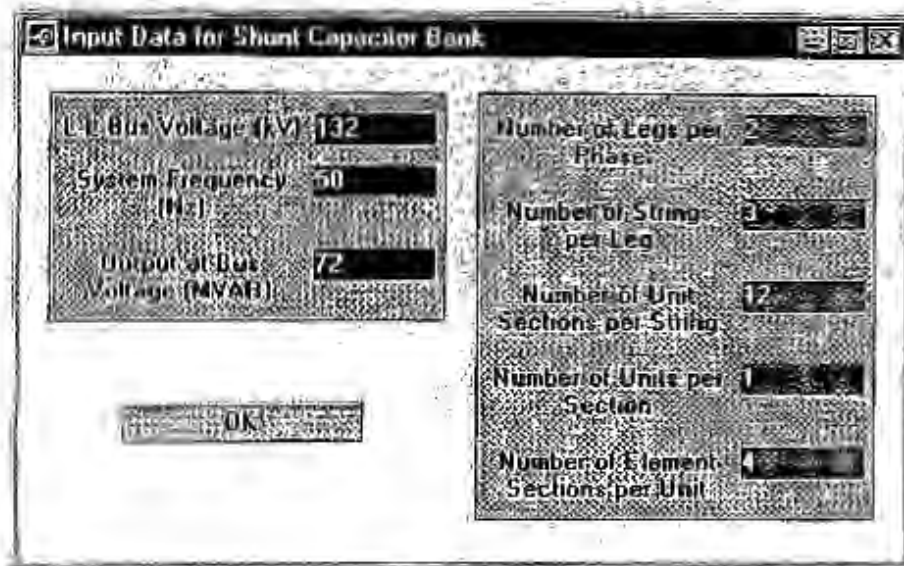 Input Data for Shunt Capacitor Bank
L-L Bus Voltage (kV) 132
System Frequency
(Hz) 50
Output at Bus
Voltage (MVAR) 72
OK
Number of Legs per
Phase. 2
Number of Strings
per Leg 3
Number of Unit
Sections per String. 12
Number of Units per
Section 1
Number of Element
Sections per Unit 4